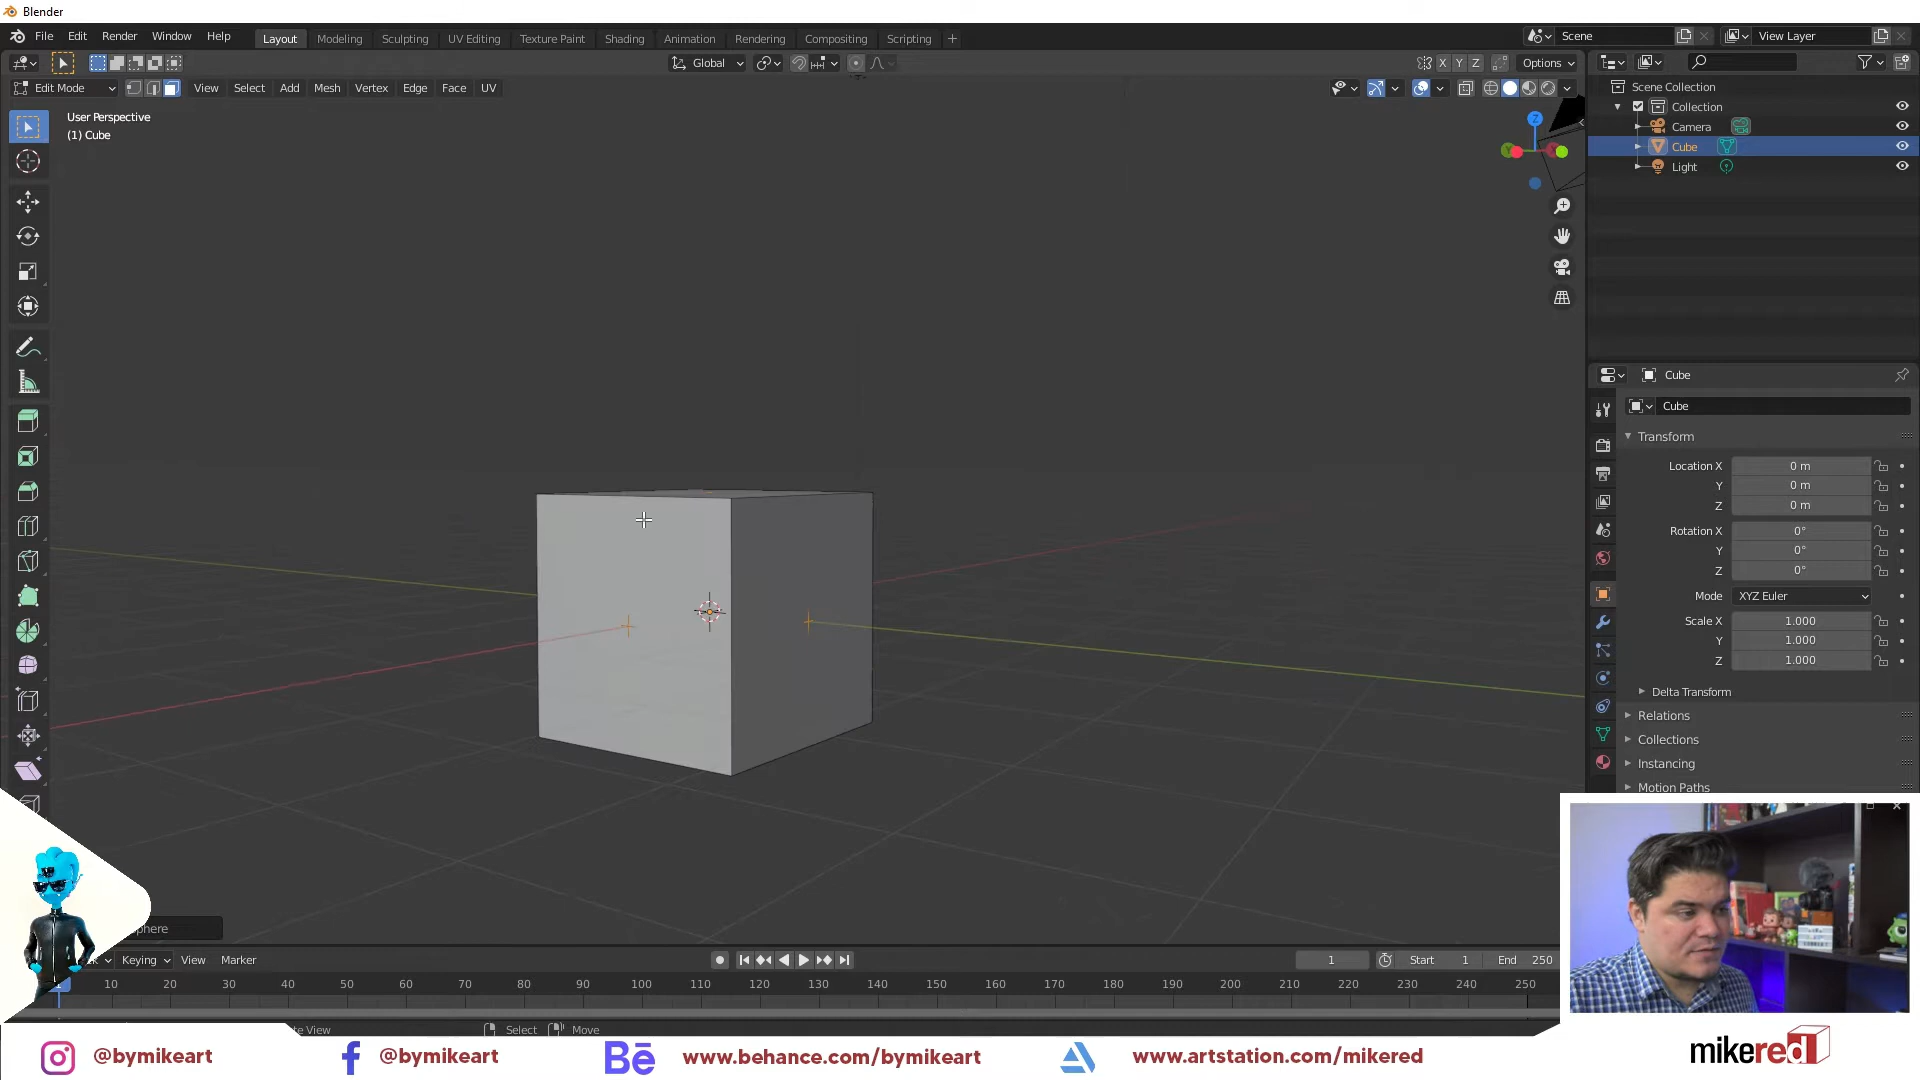 Blender
File Edit Render Window Help
Layout Modeling Sculpting UV Editing Texture Paint Shading Animation Rendering Compositing Scripting
Scene
View Layer
Global
X Y Z
Options
Edit Mode View Select Add Mesh Vertex Edge Face UV
Scene Collection
Collection
Camera
Cube
Light
User Perspective
(1) Cube
Z
Cube
Cube
Transform
Location X 0 m
Y 0 m
Z 0 m
Rotation X 0°
Y 0°
Z 0°
Mode XYZ Euler
Scale X 1.000
Y 1.000
Z 1.000
Delta Transform
Relations
Collections
Instancing
Motion Paths
Keying View Marker
1
Start 1
End 250
1 10 20 30 40 50 60 70 80 90 100 110 120 130 140 150 160 170 180 190 200 210 220 230 240 250
View
Select
Move
@bymikeart
@bymikeart
Bē www.behance.com/bymikeart
www.artstation.com/mikered
mikered